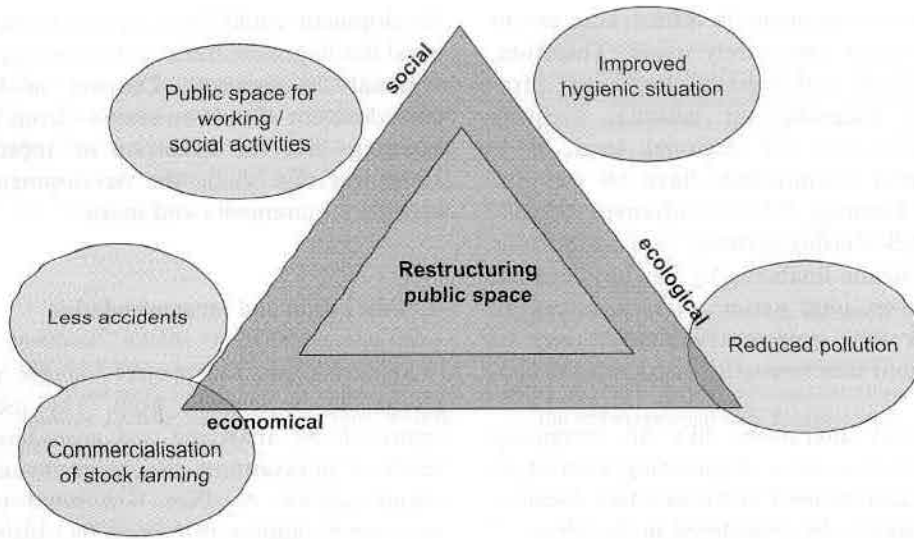 social
Improved
hygienic situation
Public space for
working /
social activities
ecological
Restructuring
public space
Less accidents
Reduced pollution
economical
Commercialisation
of stock farming